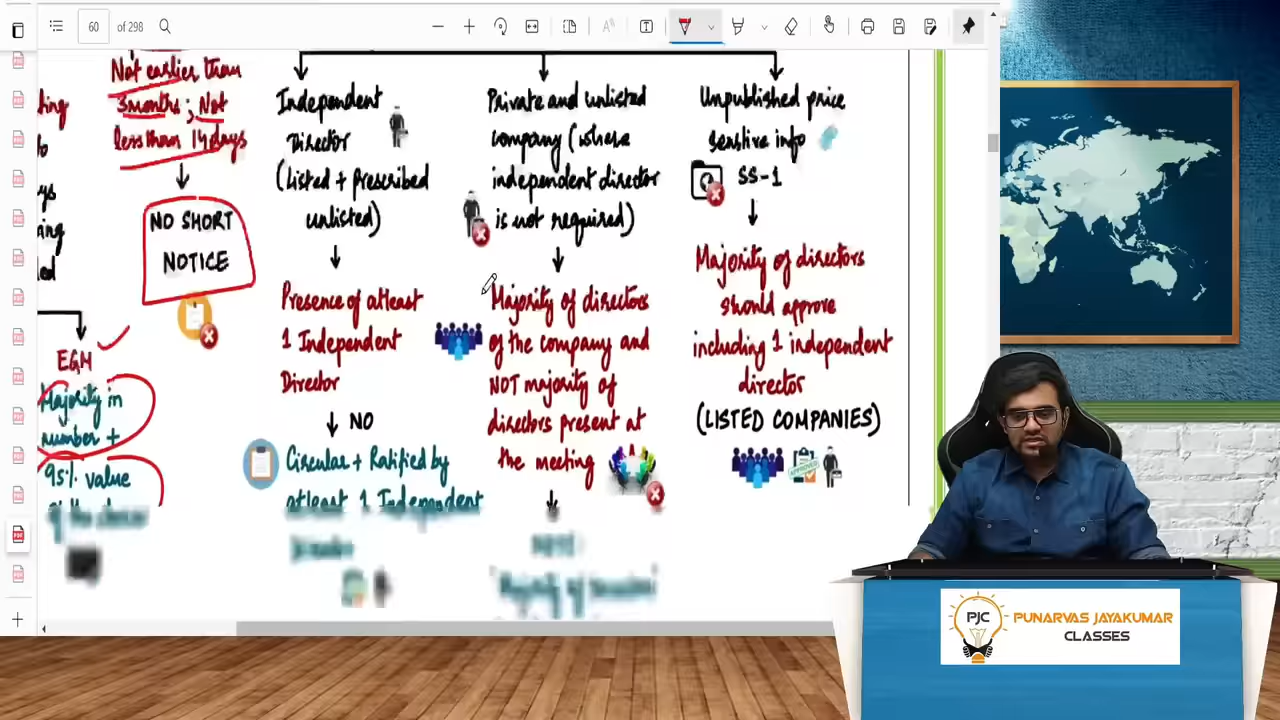 60 of 298
ting
Not earlier than
3 months ; Not
less than 14 days
NO SHORT
NOTICE
EGM
Majority in
number +
95% value
Independent
Director
(Listed + Prescribed
unlisted)
Presence of atleast
1 Independent
Director
NO
Circular + Ratified by
atleast 1 Independent
Private and unlisted
company (where
independent director
is not required)
Majority of directors
of the company and
NOT majority of
directors present at
the meeting
Unpublished price
sensitive info
SS-1
Majority of directors
should approve
including 1 independent
director
(LISTED COMPANIES)
APPROVED
PJC
PUNARVAS JAYAKUMAR
CLASSES